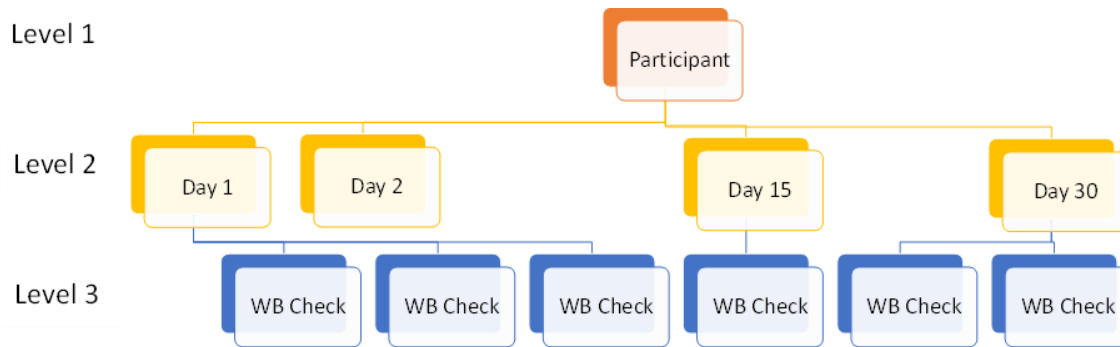 Level 1
Participant
Level 2
Day 1
Day 2
Day 15
Day 30
Level 3
WB Check
WB Check
WB Check
WB Check
WB Check
WB Check